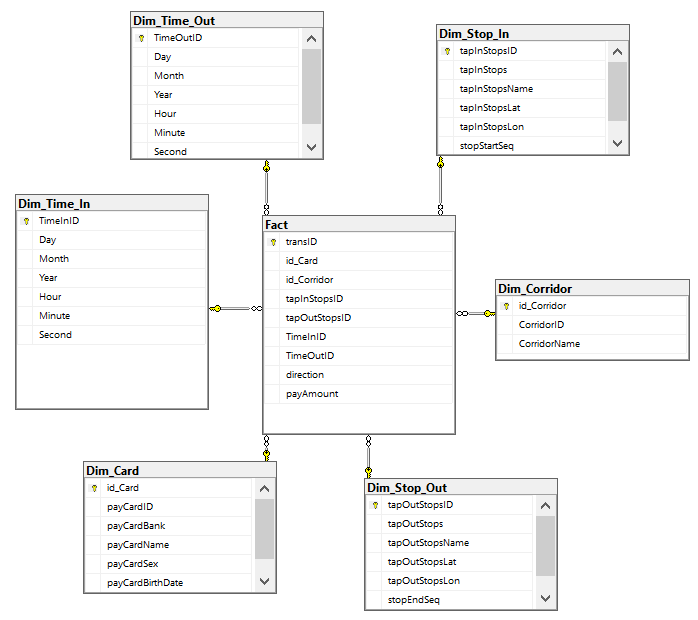 Dim_Time_Out
TimeOutID
Day
Month
Year
Hour
Minute
Second
Dim_Stop_In
tapInStopsID
tapInStops
tapInStopsName
tapInStopsLat
tapInStopsLon
stopStartSeq
Dim_Time_In
TimeInID
Day
Month
Year
Hour
Minute
Second
Fact
transID
id_Card
id_Corridor
tapInStopsID
tapOutStopsID
TimeInID
TimeOutID
direction
payAmount
Dim_Corridor
id_Corridor
CorridorID
CorridorName
Dim_Card
id_Card
payCardID
payCardBank
payCardName
payCardSex
payCardBirthDate
Dim_Stop_Out
tapOutStopsID
tapOutStops
tapOutStopsName
tapOutStopsLat
tapOutStopsLon
stopEndSeq